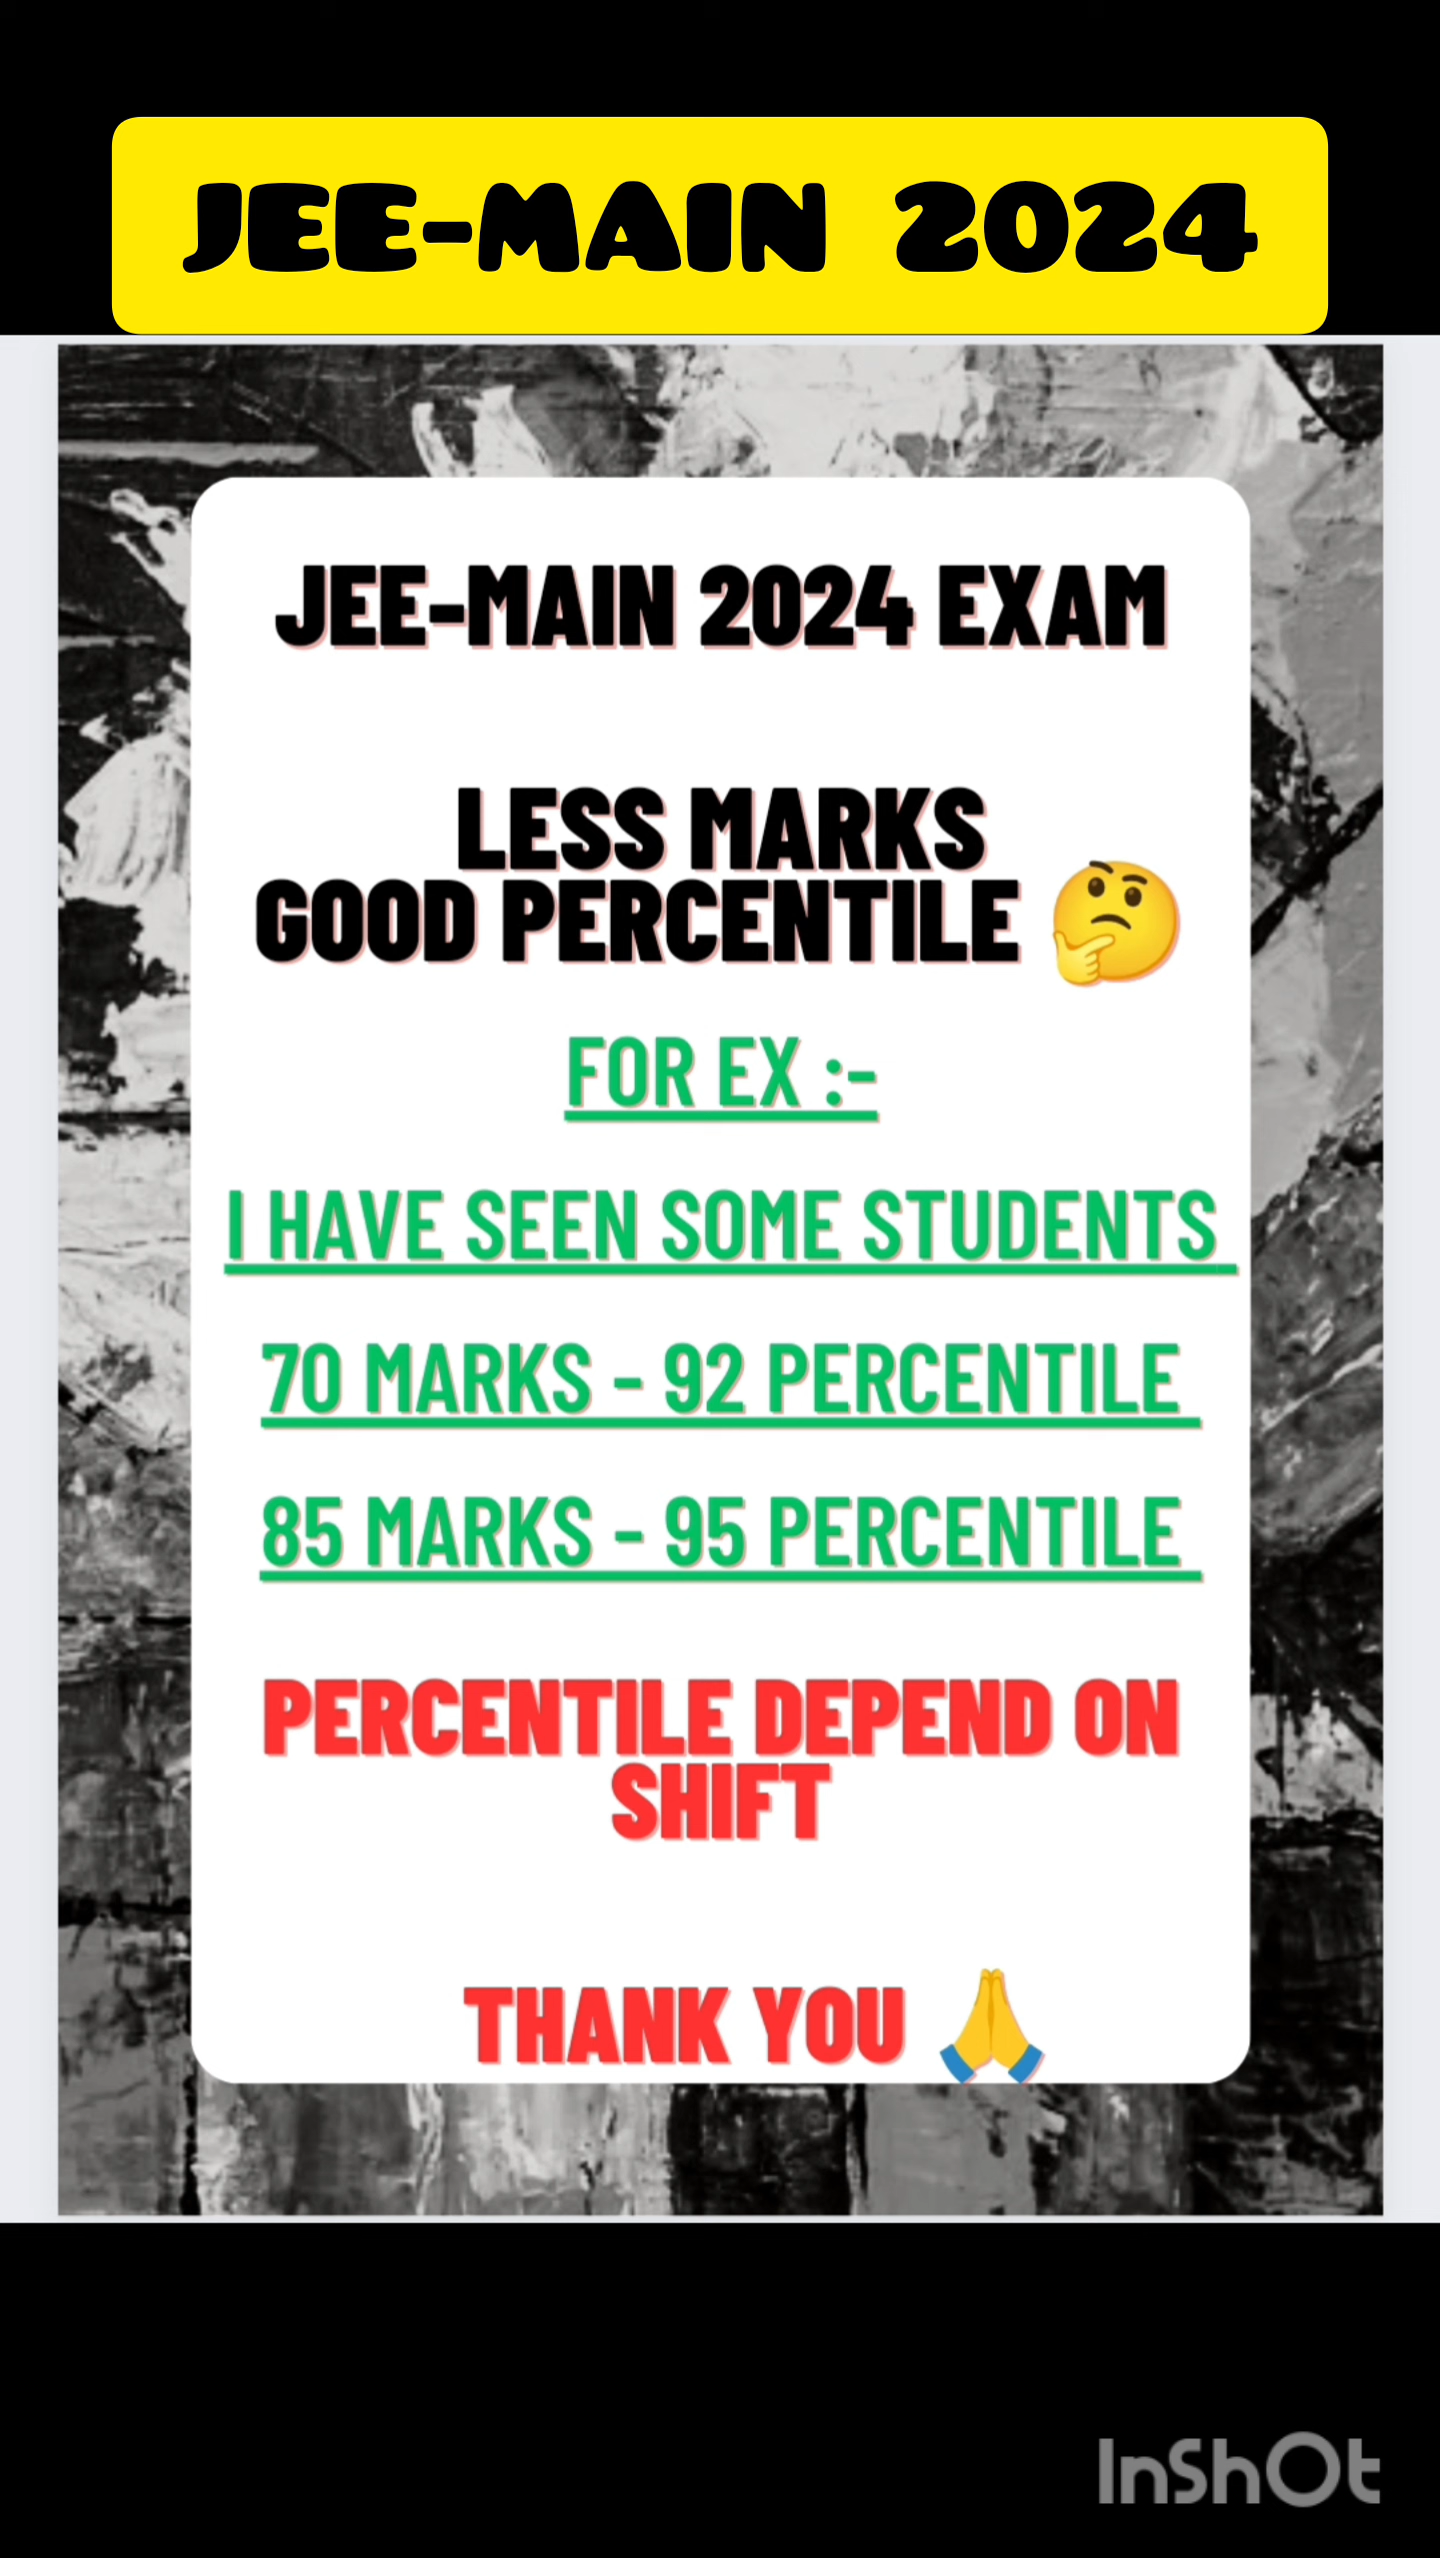 JEE-MAIN 2024
JEE-MAIN 2024 EXAM
LESS MARKS
GOOD PERCENTILE 🤔
FOR EX :-
I HAVE SEEN SOME STUDENTS
70 MARKS - 92 PERCENTILE
85 MARKS - 95 PERCENTILE
PERCENTILE DEPEND ON
SHIFT
THANK YOU 🙏
InShOt